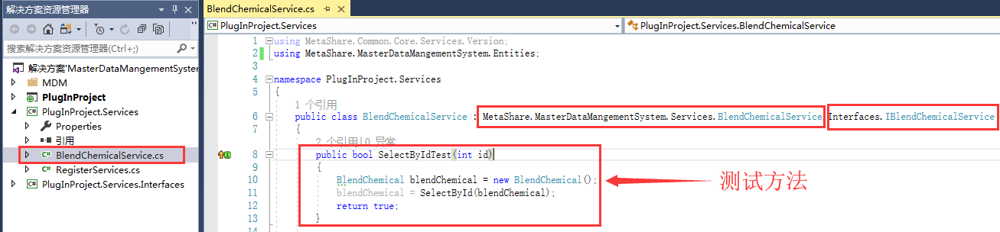 解决方案资源管理器
搜索解决方案资源管理器(Ctrl+;)
解决方案'MasterDataMangementSystem
MDM
PlugInProject
PlugInProject.Services
Properties
引用
BlendChemicalService.cs
RegisterServices.cs
PlugInProject.Services.Interfaces
BlendChemicalService.cs
PlugInProject.Services
PlugInProject.Services.BlendChemicalService
1 using MetaShare.Common.Core.Services.Version;
2 using MetaShare.MasterDataMangementSystem.Entities;
3
4 namespace PlugInProject.Services
5 {
1 个引用
6 public class BlendChemicalService : MetaShare.MasterDataMangementSystem.Services.BlendChemicalService Interfaces.IBlendChemicalService
7 {
2 个引用|0 异常
8 public bool SelectByIdTest(int id)
9 {
10 BlendChemical blendChemical = new BlendChemical();
11 blendChemical = SelectById(blendChemical);
12 return true;
13 }
测试方法